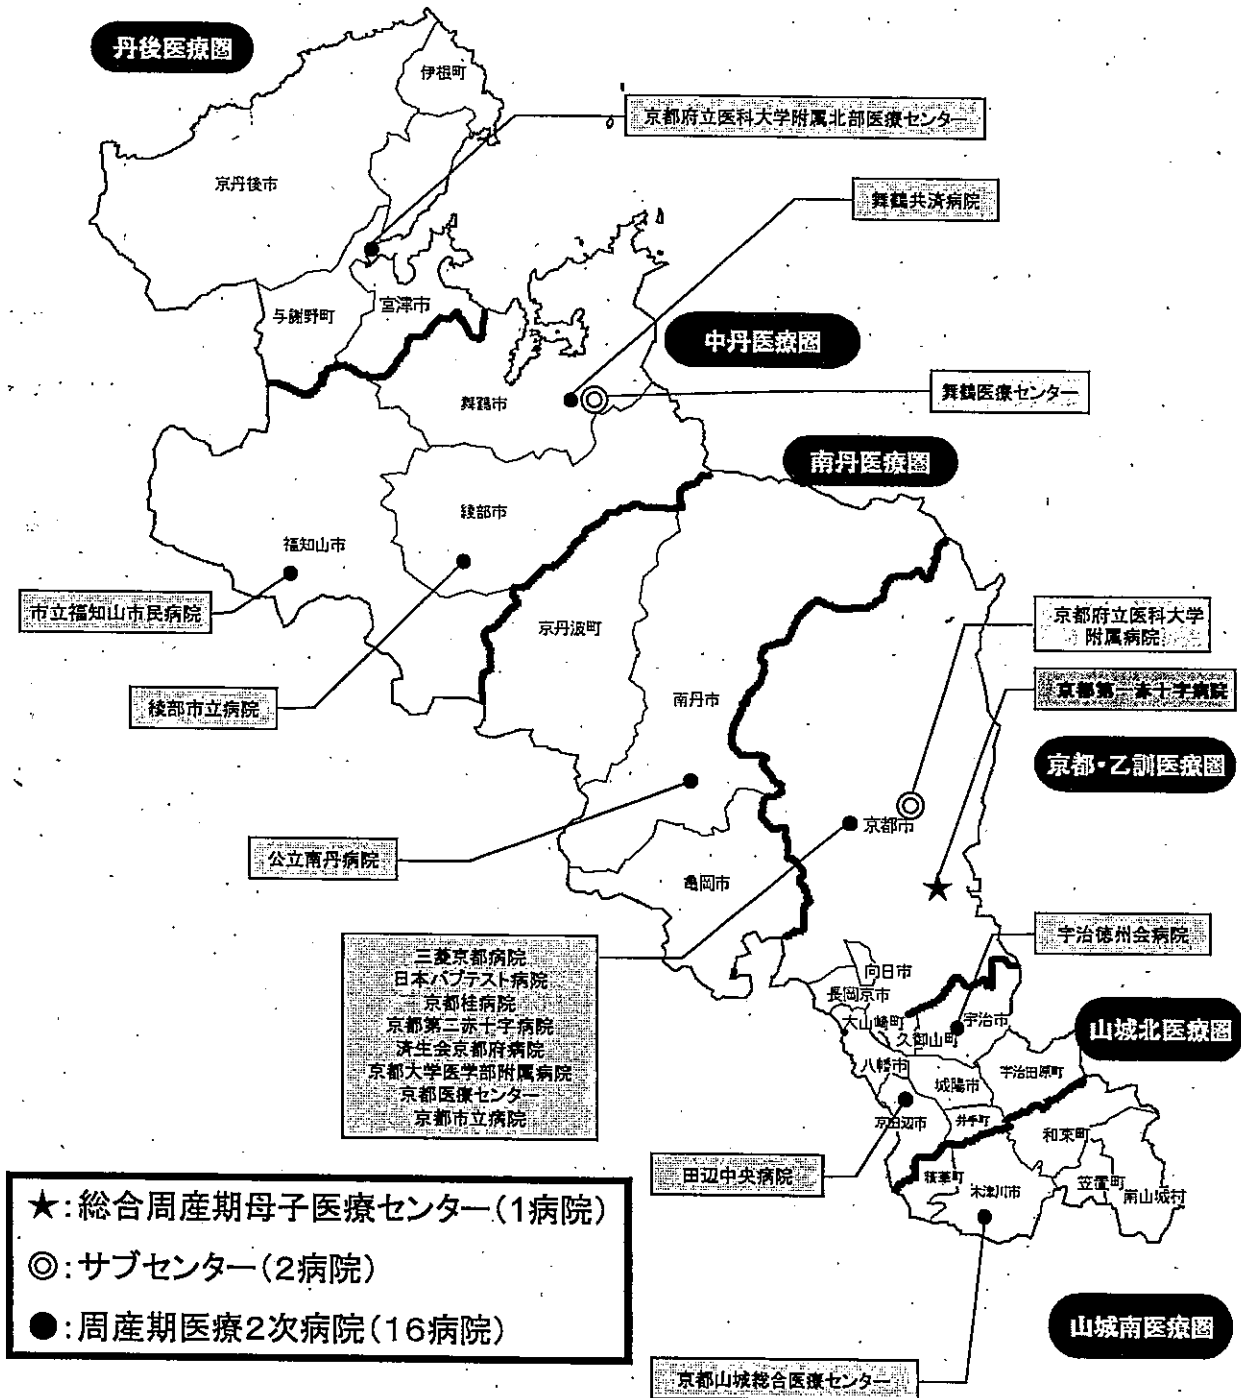 丹後医療圏
伊根町
京都府立医科大学附属北部医療センター
京丹後市
舞鶴共済病院
与謝野町
宮津市
中丹医療圏
舞鶴市
舞鶴医療センター
南丹医療圏
綾部市
福知山市
市立福知山市民病院
京丹波町
京都府立医科大学
附属病院
綾部市立病院
南丹市
京都第一赤十字病院
京都・乙訓医療圏
京都市
公立南丹病院
亀岡市
宇治徳州会病院
三菱京都病院
日本バプテスト病院
京都桂病院
京都第二赤十字病院
済生会京都府病院
京都大学医学部附属病院
京都医療センター
京都市立病院
向日市
長岡京市
大山崎町
久御山町
宇治市
山城北医療圏
八幡市
城陽市
宇治田原町
京田辺市
井手町
和束町
田辺中央病院
精華町
木津川市
笠置町
南山城村
★:総合周産期母子医療センター(1病院)
◎:サブセンター(2病院)
●:周産期医療2次病院(16病院)
山城南医療圏
京都山城総合医療センター